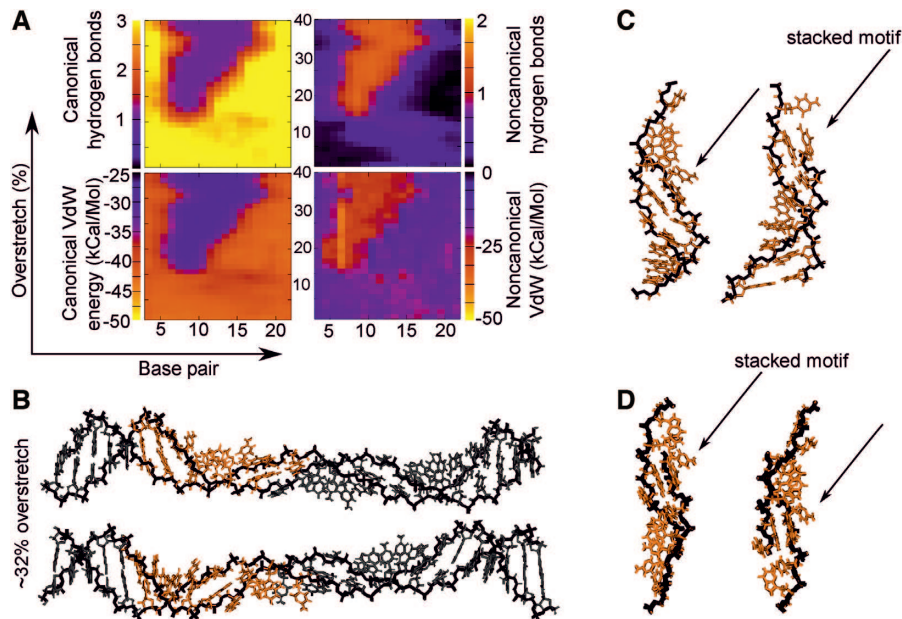 A
Canonical
hydrogen bonds
3
2
1
0
40
30
20
10
2
1
0
Noncanonical
hydrogen bonds
Overstretch (%)
Canonical VdW
energy (kCal/Mol)
-25
-30
-35
-40
-45
-50
40
30
20
10
0
-25
-50
Noncanonical
VdW (kCal/Mol)
5 10 15 20
5 10 15 20
Base pair
B
~32% overstretch
C
stacked motif
D
stacked motif